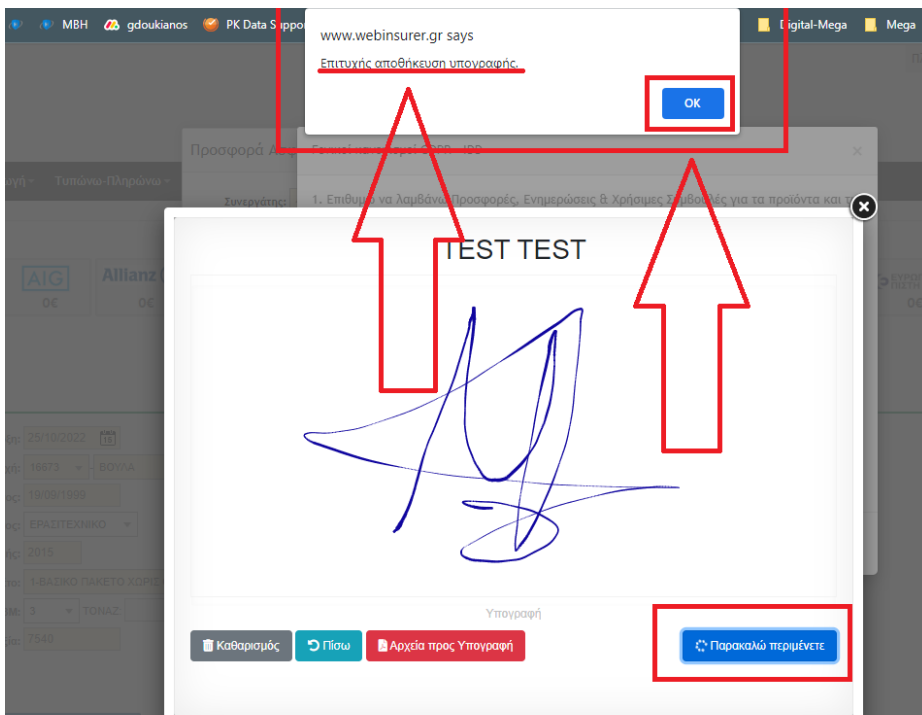 MBH gdoukianos PK Data Suppo Digital-Mega Mega
www.webinsurer.gr says
Επιτυχής αποθήκευση υπογραφής.
OK
Προσφορά
Τυπώνω-Πληρώνω
Συνεργάτης:
1. Επιθυμώ να λαμβάνω Προσφορές, Ενημερώσεις & Χρήσιμες Συμβουλές για τα προϊόντα και
TEST TEST
AIG Allianz
0€ 0€
25/10/2022
16673 ΒΟΥΛΑ
19/09/1999
ΕΡΑΣΙΤΕΧΝΙΚΟ
2015
1-ΒΑΣΙΚΟ ΠΑΚΕΤΟ ΧΩΡΙΣ
3 ΤΟΝΑΖ
7540
Υπογραφή
Καθαρισμός Πίσω Αρχεία προς Υπογραφή Παρακαλώ περιμένετε